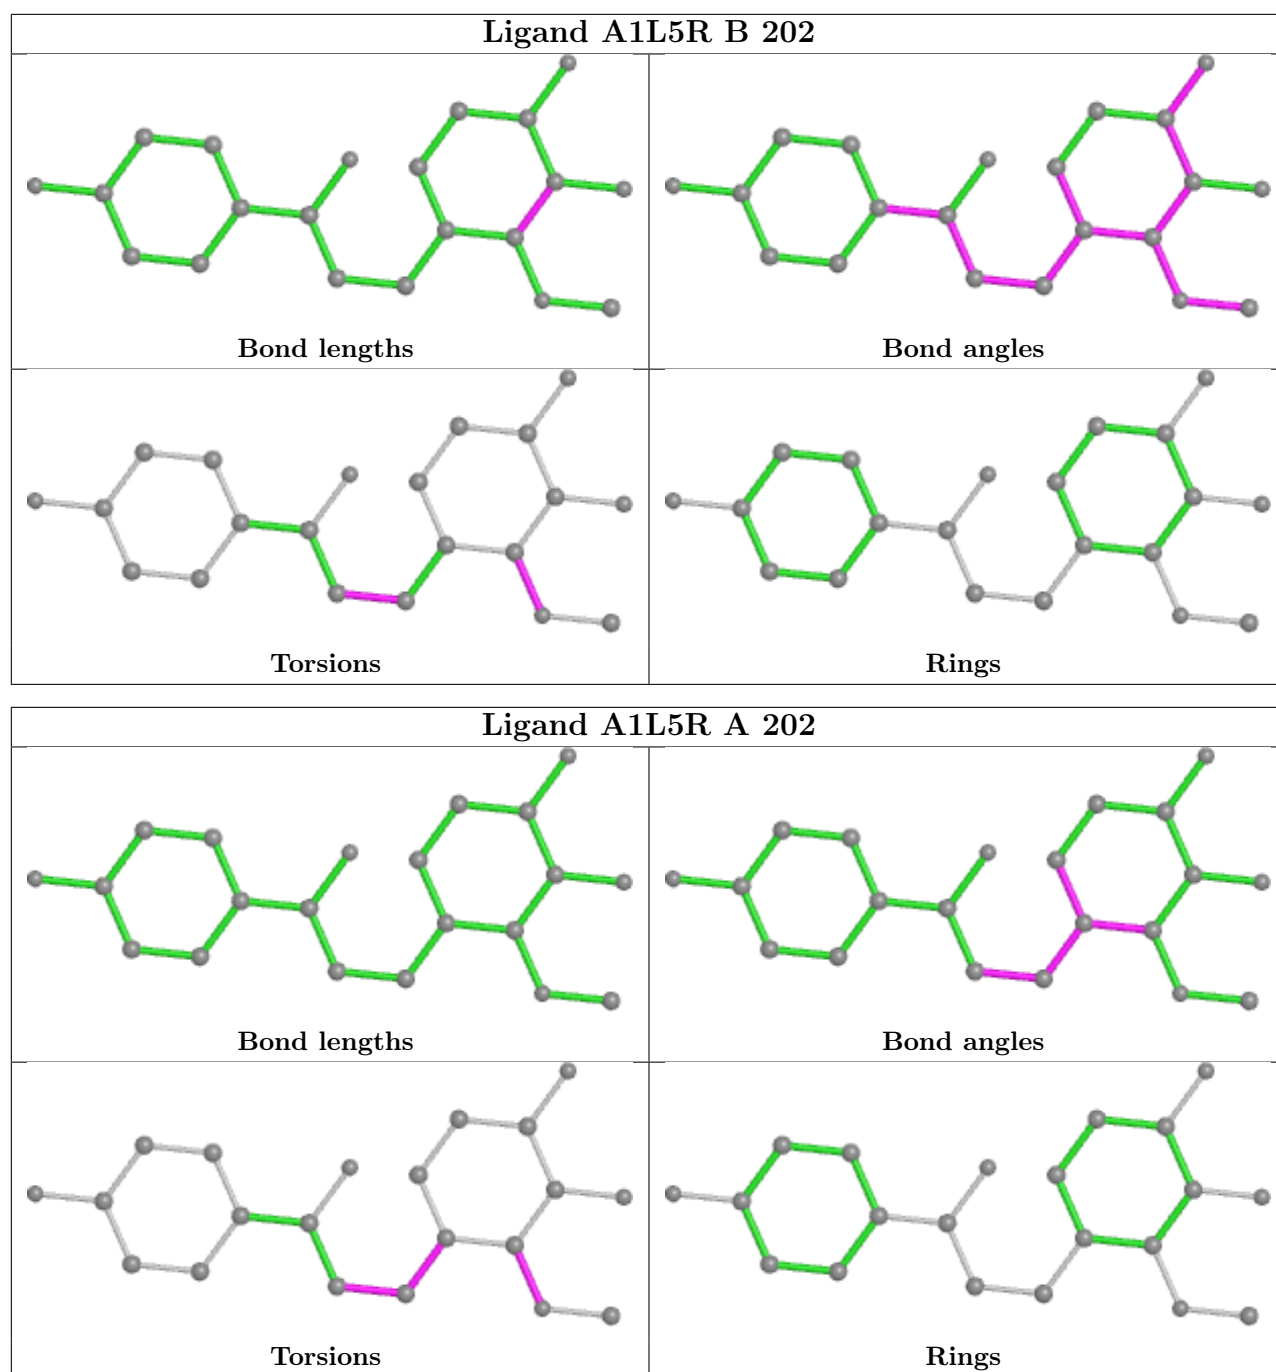 Ligand A1L5R B 202
Bond lengths
Bond angles
Torsions
Rings
Ligand A1L5R A 202
Bond lengths
Bond angles
Torsions
Rings